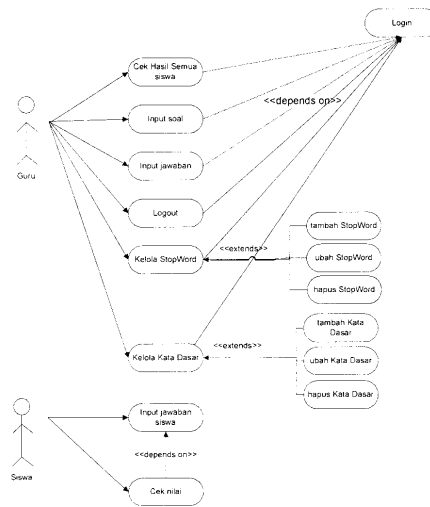 Login
Cek Hasil Semua
siswa
<<depends on>>
Input soal
Guru
Input jawaban
Logout
tambah StopWord
Kelola StopWord
<<extends>>
ubah StopWord
hapus StopWord
tambah Kata
Dasar
Kelola Kata Dasar
<<extends>>
ubah Kata Dasar
hapus Kata Dasar
Input jawaban
siswa
<<depends on>>
Siswa
Cek nilai